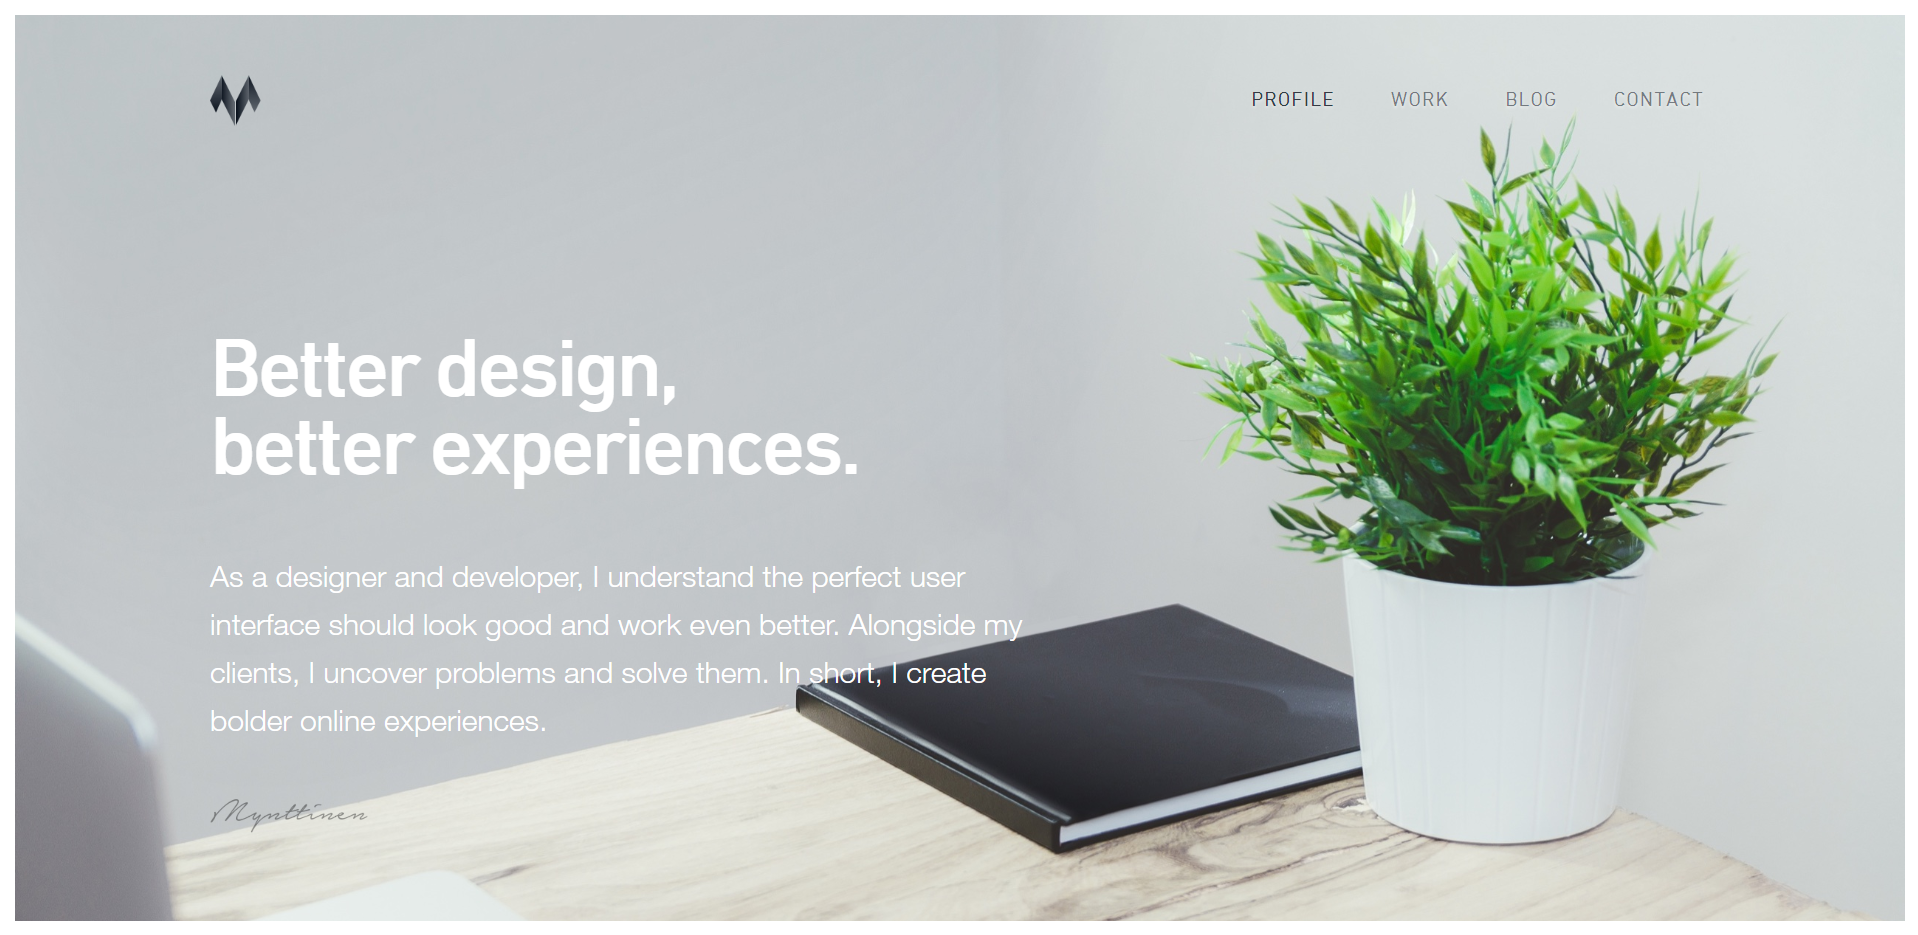 PROFILE WORK BLOG CONTACT
Better design,
better experiences.
As a designer and developer, I understand the perfect user
interface should look good and work even better. Alongside my
clients, I uncover problems and solve them. In short, I create
bolder online experiences.
Mynttinen